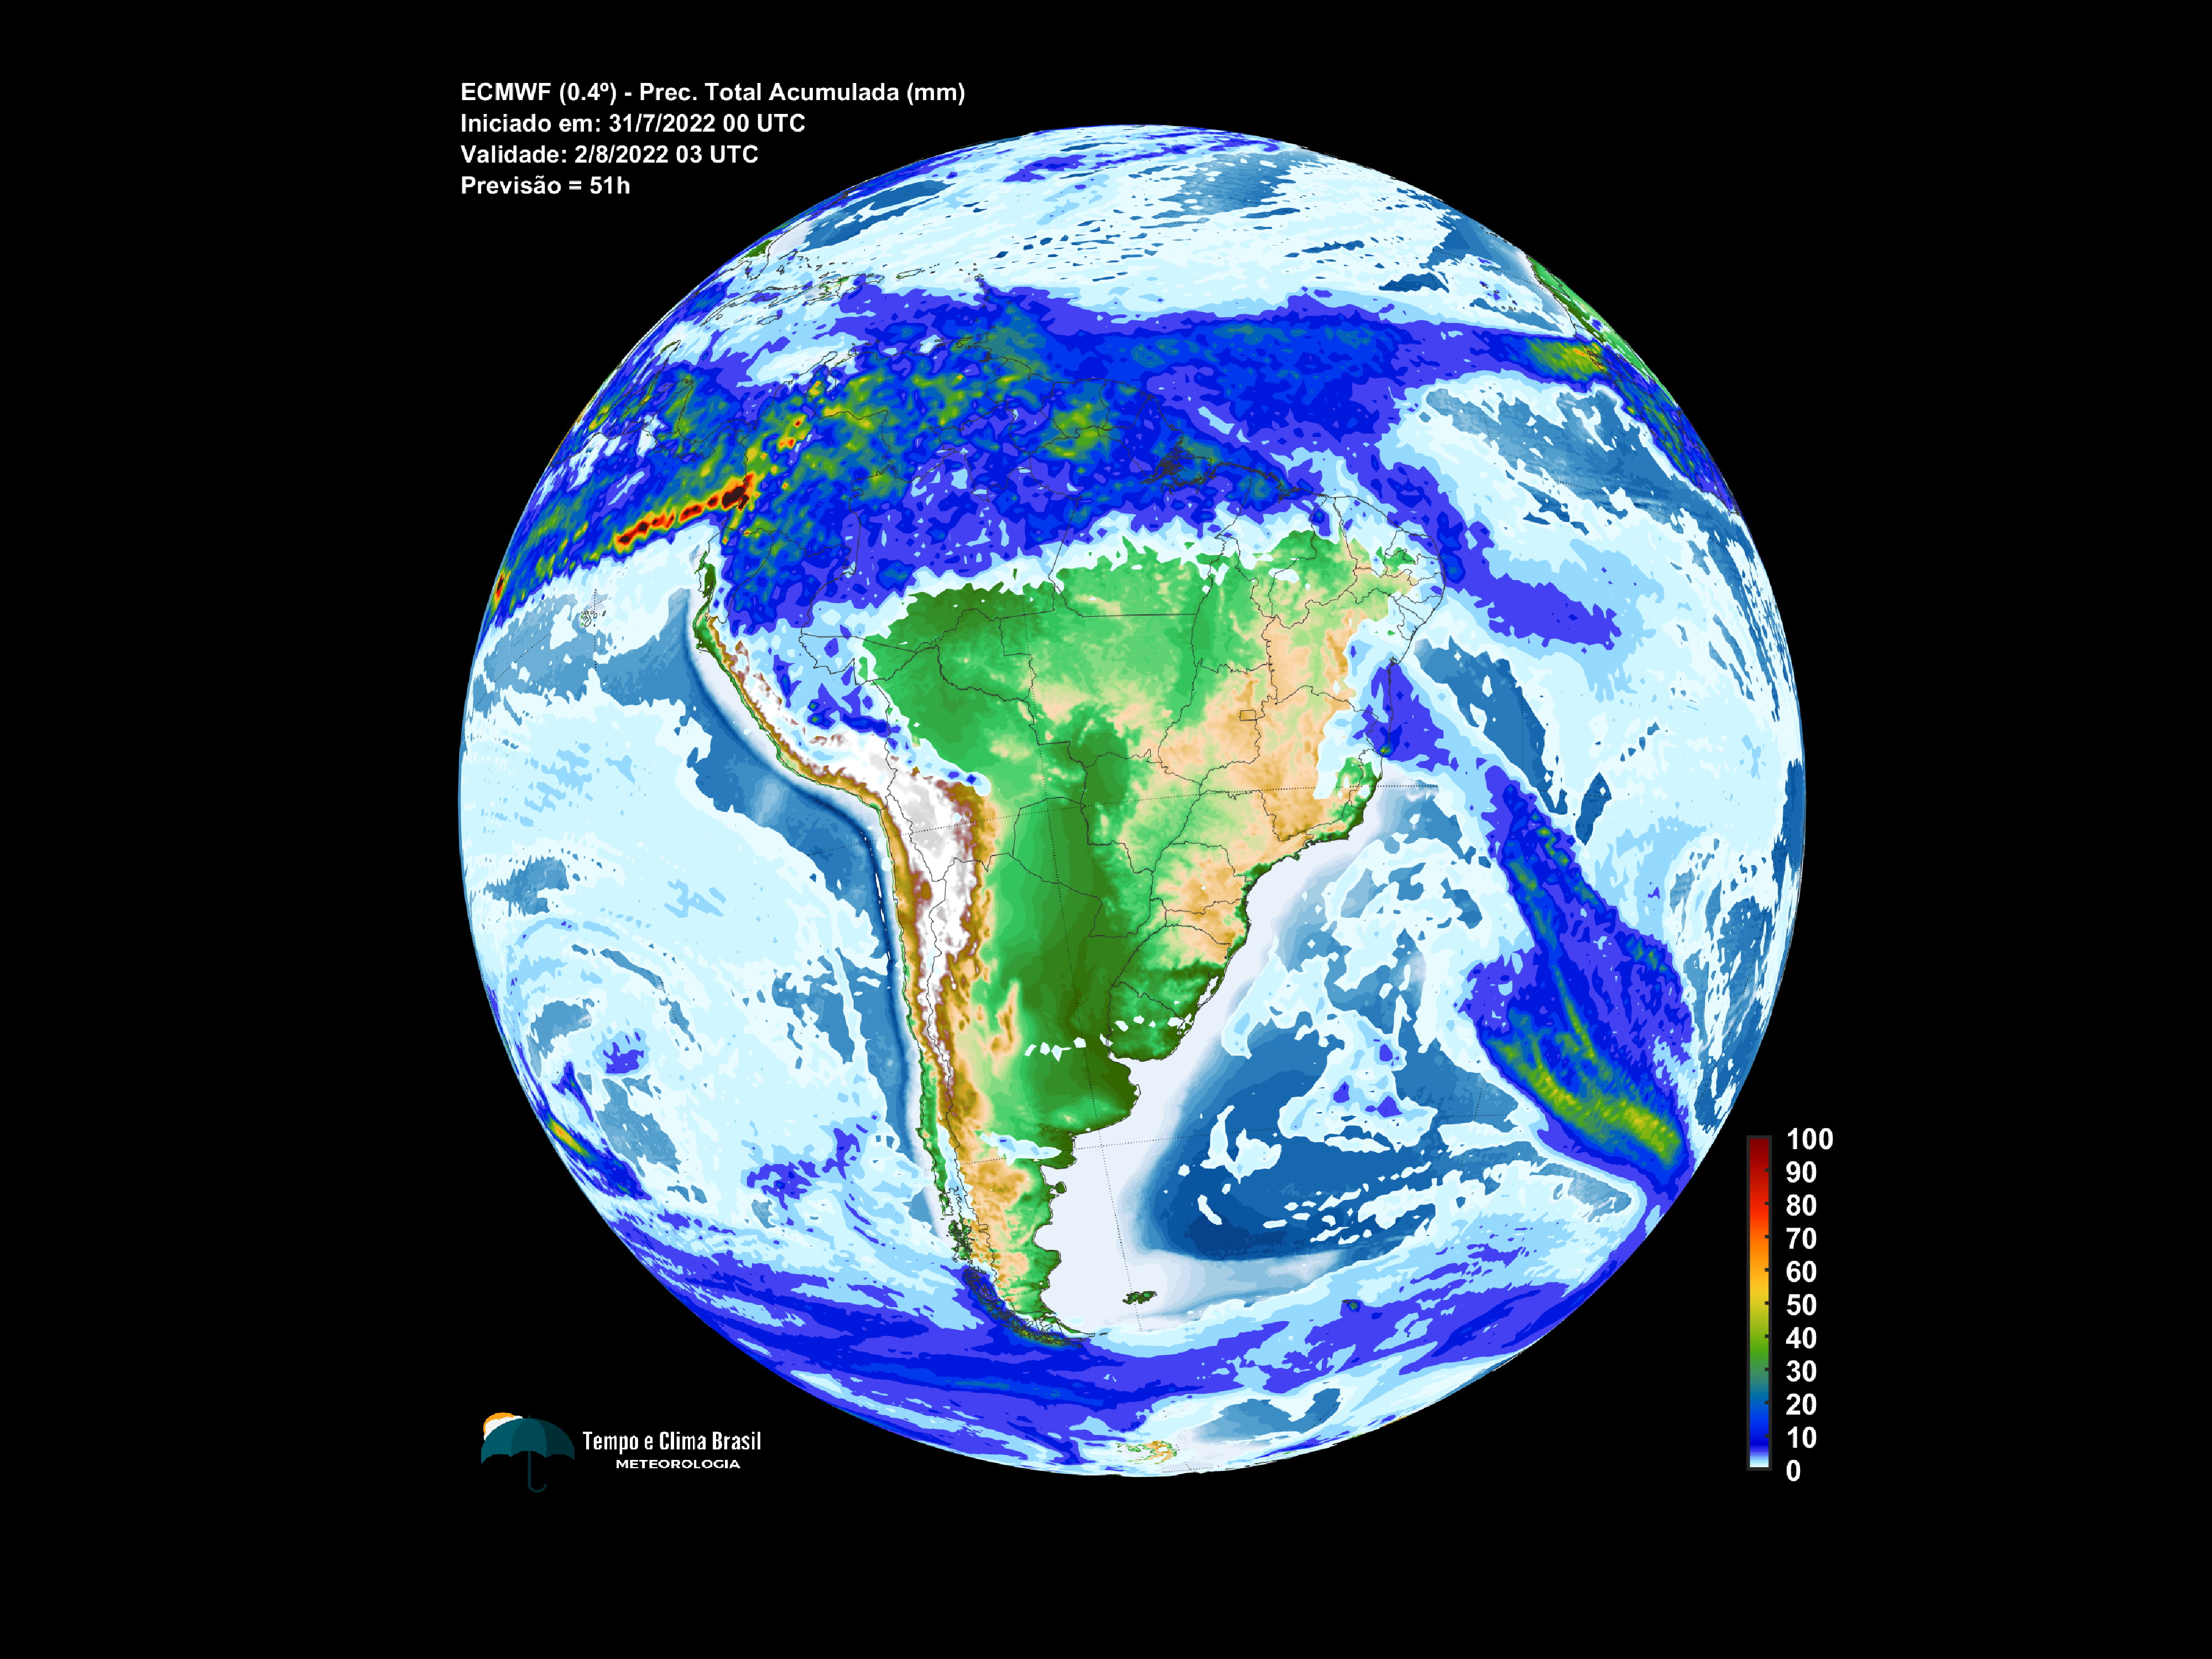 ECMWF (0.4º) - Prec. Total Acumulada (mm)
Iniciado em: 31/7/2022 00 UTC
Validade: 2/8/2022 03 UTC
Previsão = 51h
100
90
80
70
60
50
40
30
20
10
0
Tempo e Clima Brasil
METEOROLOGIA